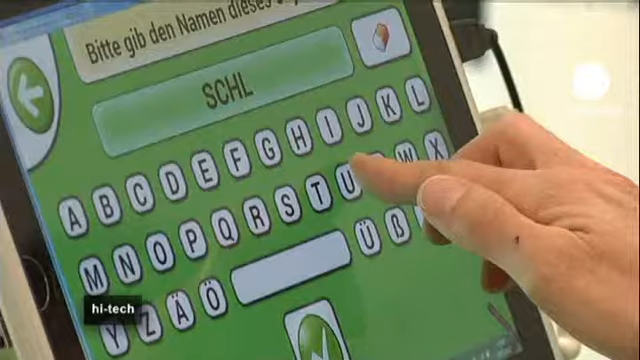 Bitte gib den Namen dieses
SCHL
A B C D E F G H I J K L
M N O P Q R S T U W X
Y Z Ä Ö Ü ß
hi-tech